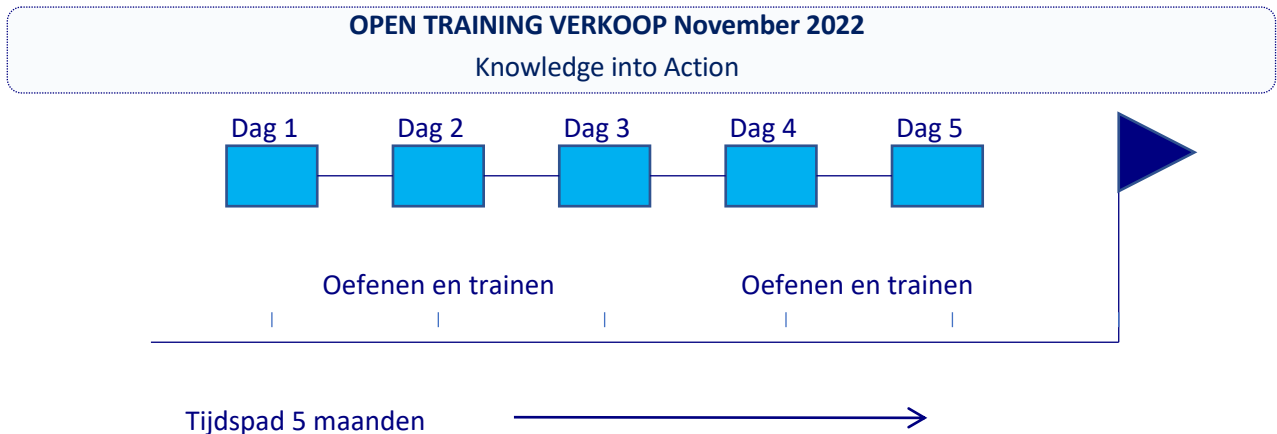 OPEN TRAINING VERKOOP November 2022
Knowledge into Action
Dag 1 Dag 2 Dag 3 Dag 4 Dag 5
Oefenen en trainen Oefenen en trainen
Tijdspad 5 maanden